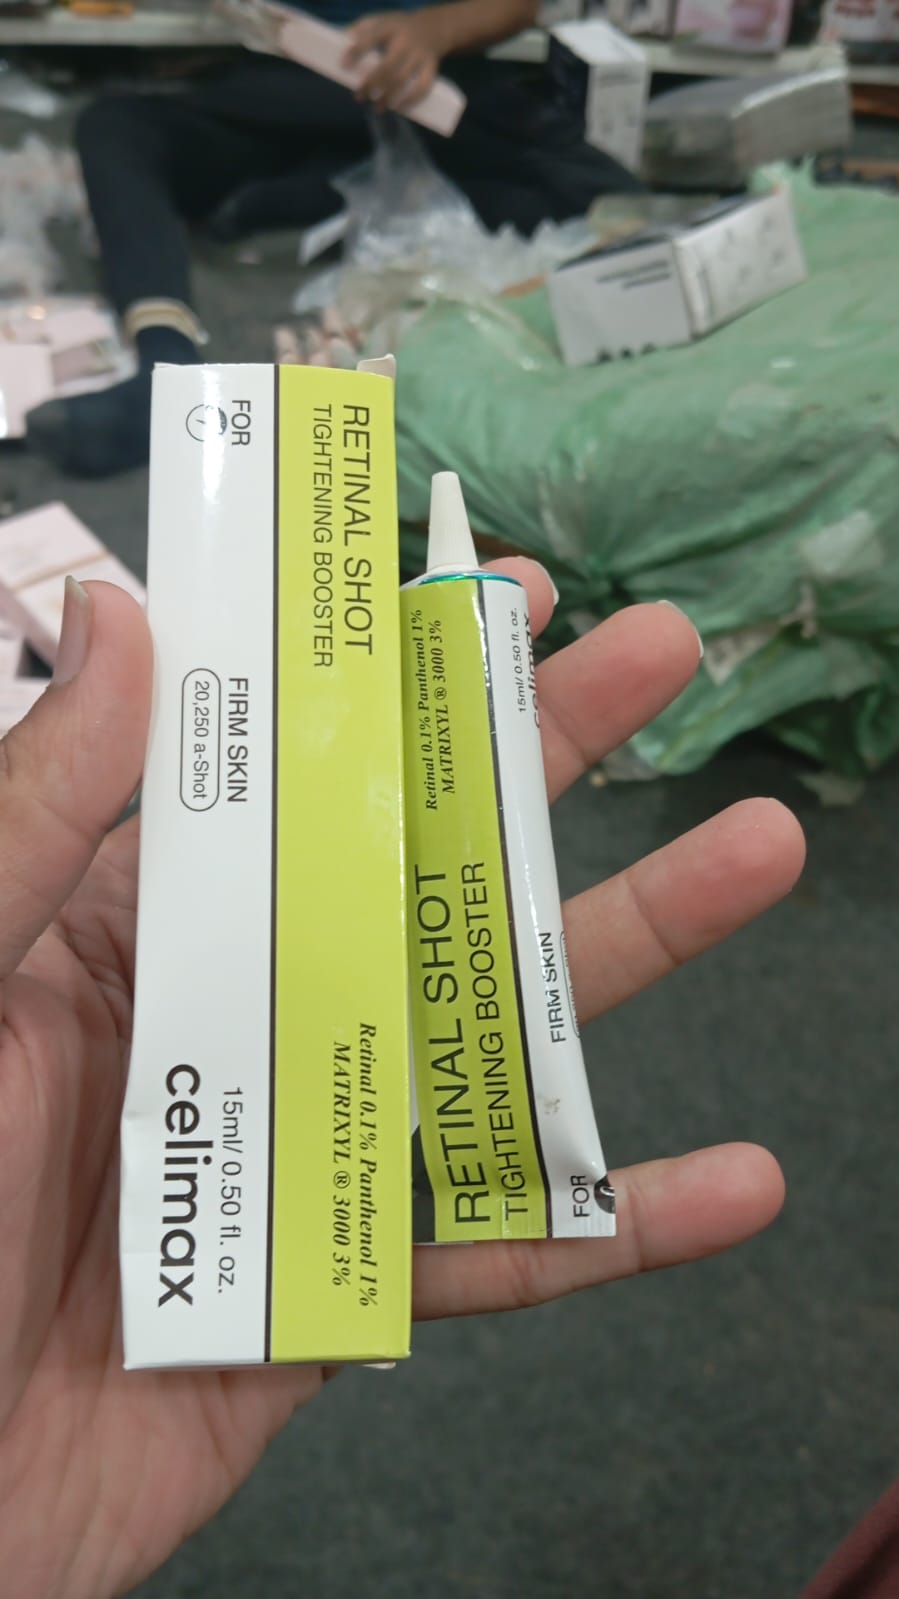 FOR
FIRM SKIN
20,250 a-Shot
15ml/ 0.50 fl. oz.
celimax
RETINAL SHOT
TIGHTENING BOOSTER
Retinal 0.1% Panthenol 1%
MATRIXYL ® 3000 3%
RETINAL SHOT
TIGHTENING BOOSTER
Retinal 0.1% Panthenol 1%
MATRIXYL ® 3000 3%
FOR
FIRM SKIN
15ml/ 0.50 fl. oz.
celimax